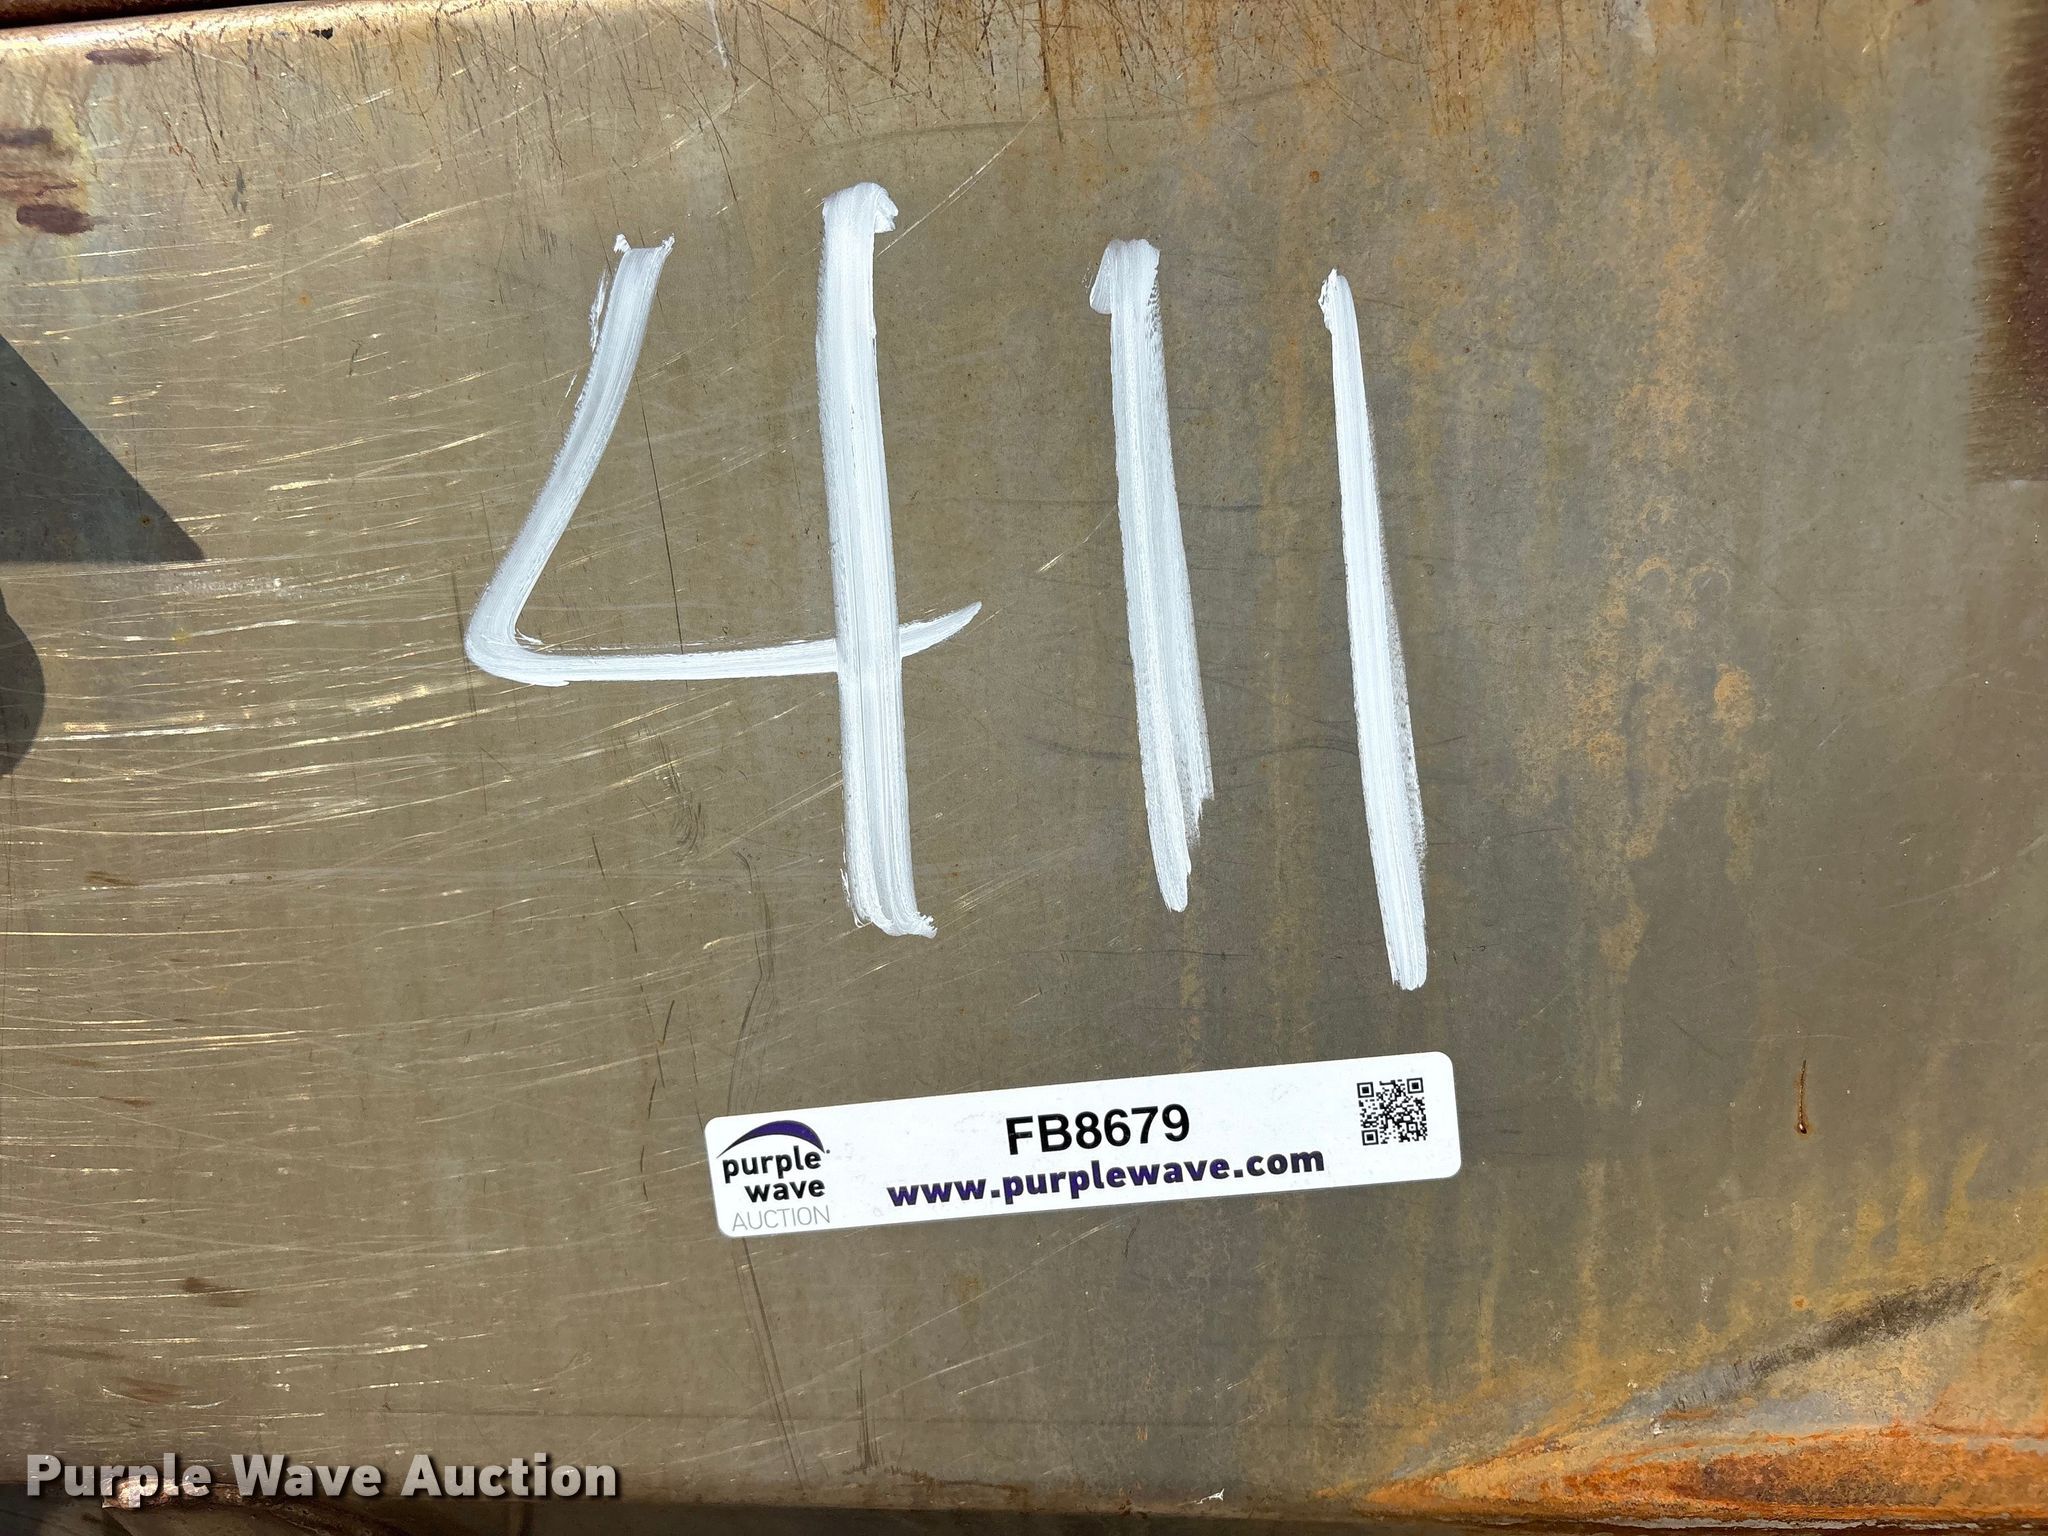 411
purple
wave
AUCTION
FB8679
www.purplewave.com
Purple Wave Auction